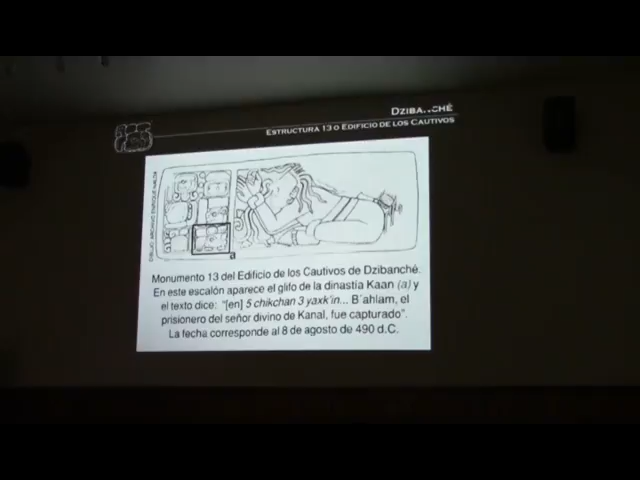 DZIBANCHÉ
ESTRUCTURA 13 O EDIFICIO DE LOS CAUTIVOS
Monumento 13 del Edificio de los Cautivos de Dzibanché.
En este escalón aparece el glifo de la dinastía Kaan (a) y
el texto dice: “[en] 5 chikchan 3 yaxk’in... B’ahlam, el
prisionero del señor divino de Kanal, fue capturado”.
La fecha corresponde al 8 de agosto de 490 d.C.